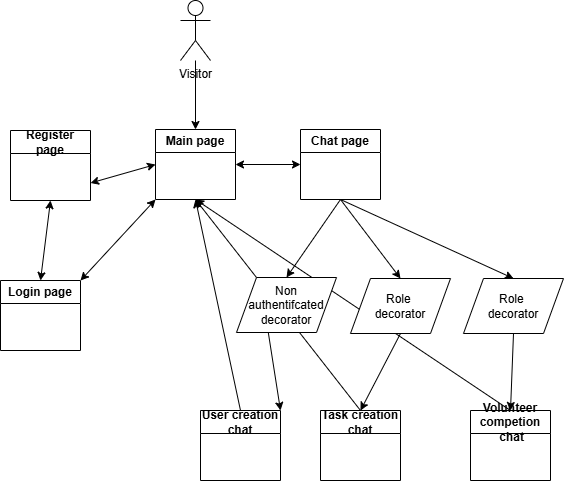 Visitor
Register
page
Main page
Chat page
Login page
Non
authentifcated
decorator
Role
decorator
Role
decorator
User creation
chat
Task creation
chat
Volunteer
competion
chat